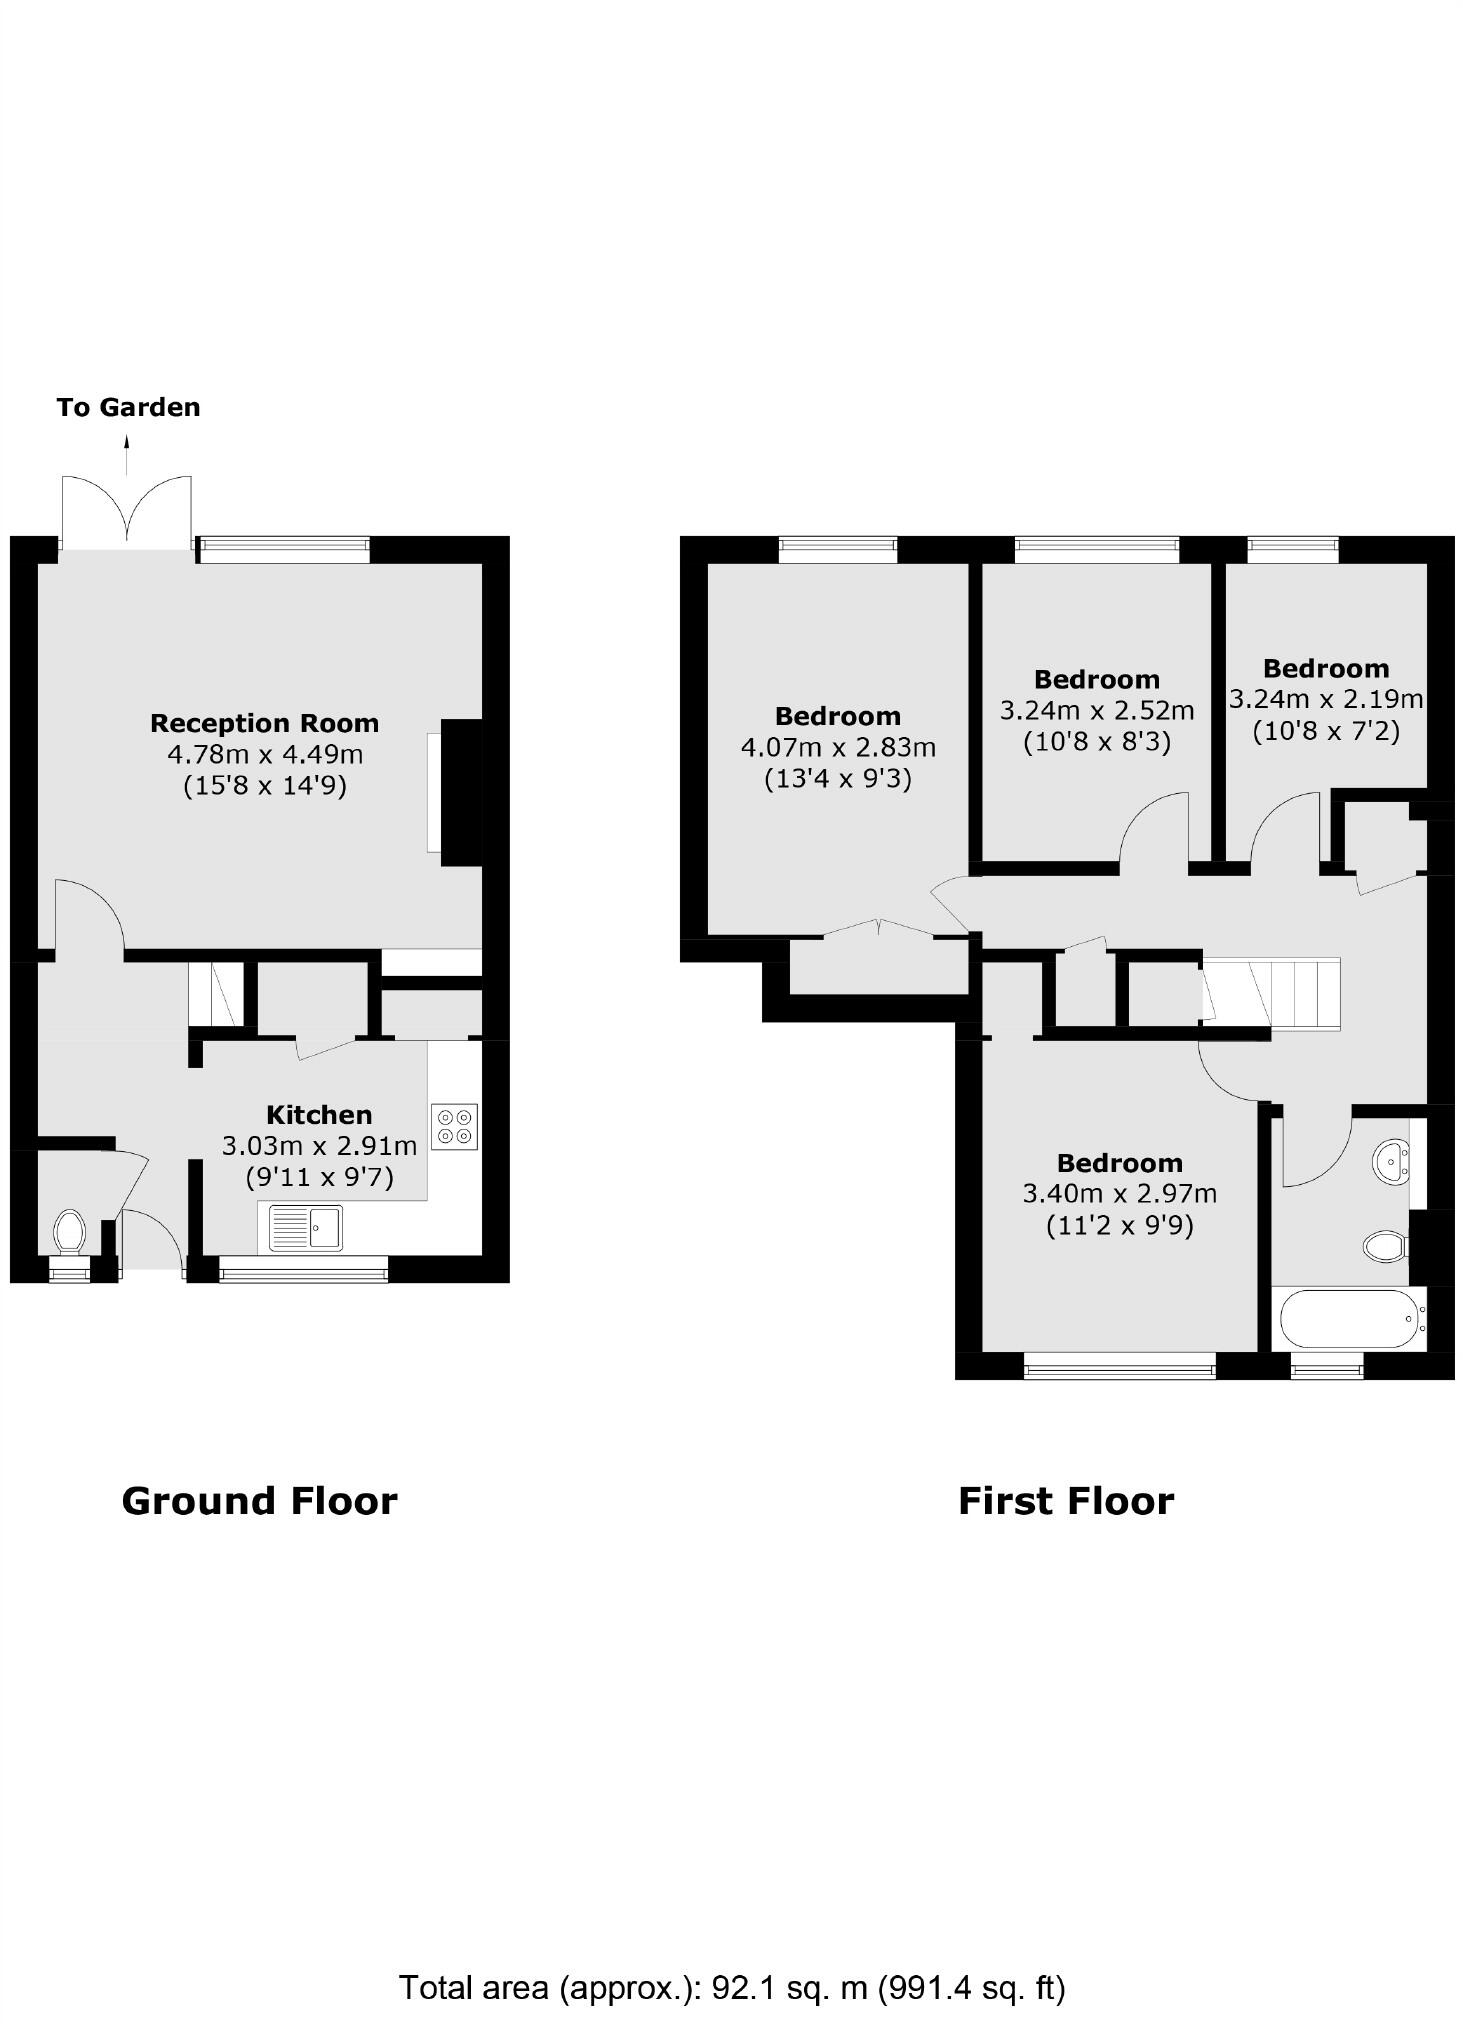 To Garden
Reception Room
4.78m x 4.49m
(15'8 x 14'9)
Kitchen
3.03m x 2.91m
(9'11 x 9'7)
Ground Floor
Bedroom
4.07m x 2.83m
(13'4 x 9'3)
Bedroom
3.24m x 2.52m
(10'8 x 8'3)
Bedroom
3.24m x 2.19m
(10'8 x 7'2)
Bedroom
3.40m x 2.97m
(11'2 x 9'9)
First Floor
Total area (approx.): 92.1 sq. m (991.4 sq. ft)